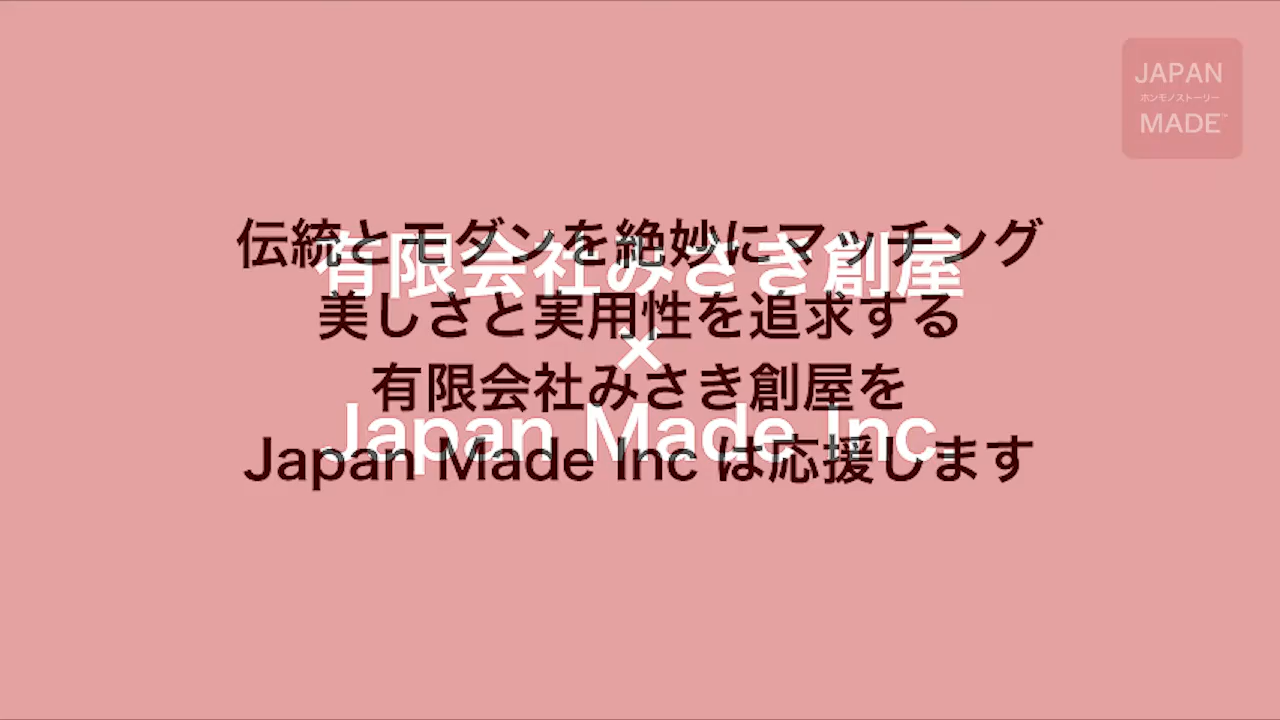 JAPAN
ホンモノストーリー
MADE™
伝統とモダンを絶妙にマッチング
美しさと実用性を追求する
有限会社みさき創屋を
Japan Made Inc は応援します
有限会社みさき創屋
×
Japan Made Inc.